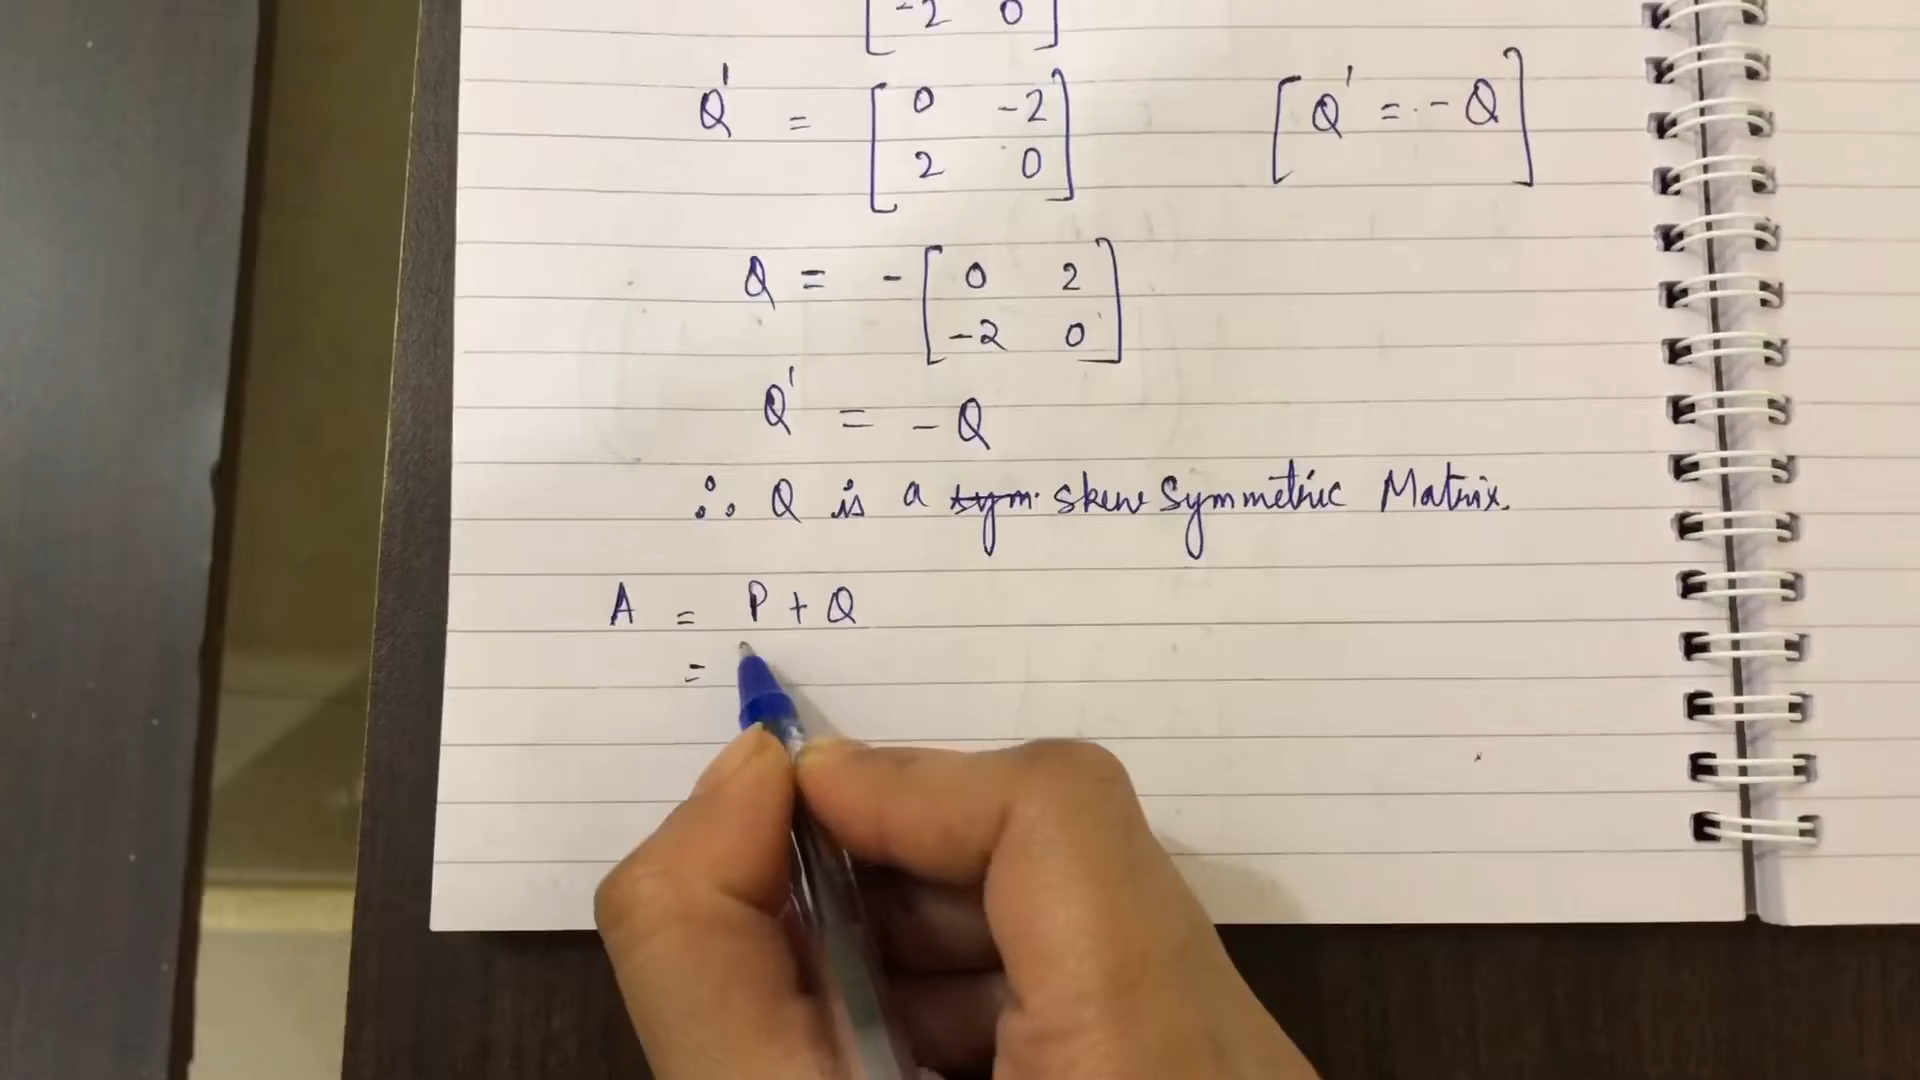 -2 0
Q' = [0 -2 [Q' = - Q]
2 0]
Q = - [0 2
-2 0]
Q' = - Q
∴ Q is a sym. skew Symmetric Matrix.
A = P + Q
=